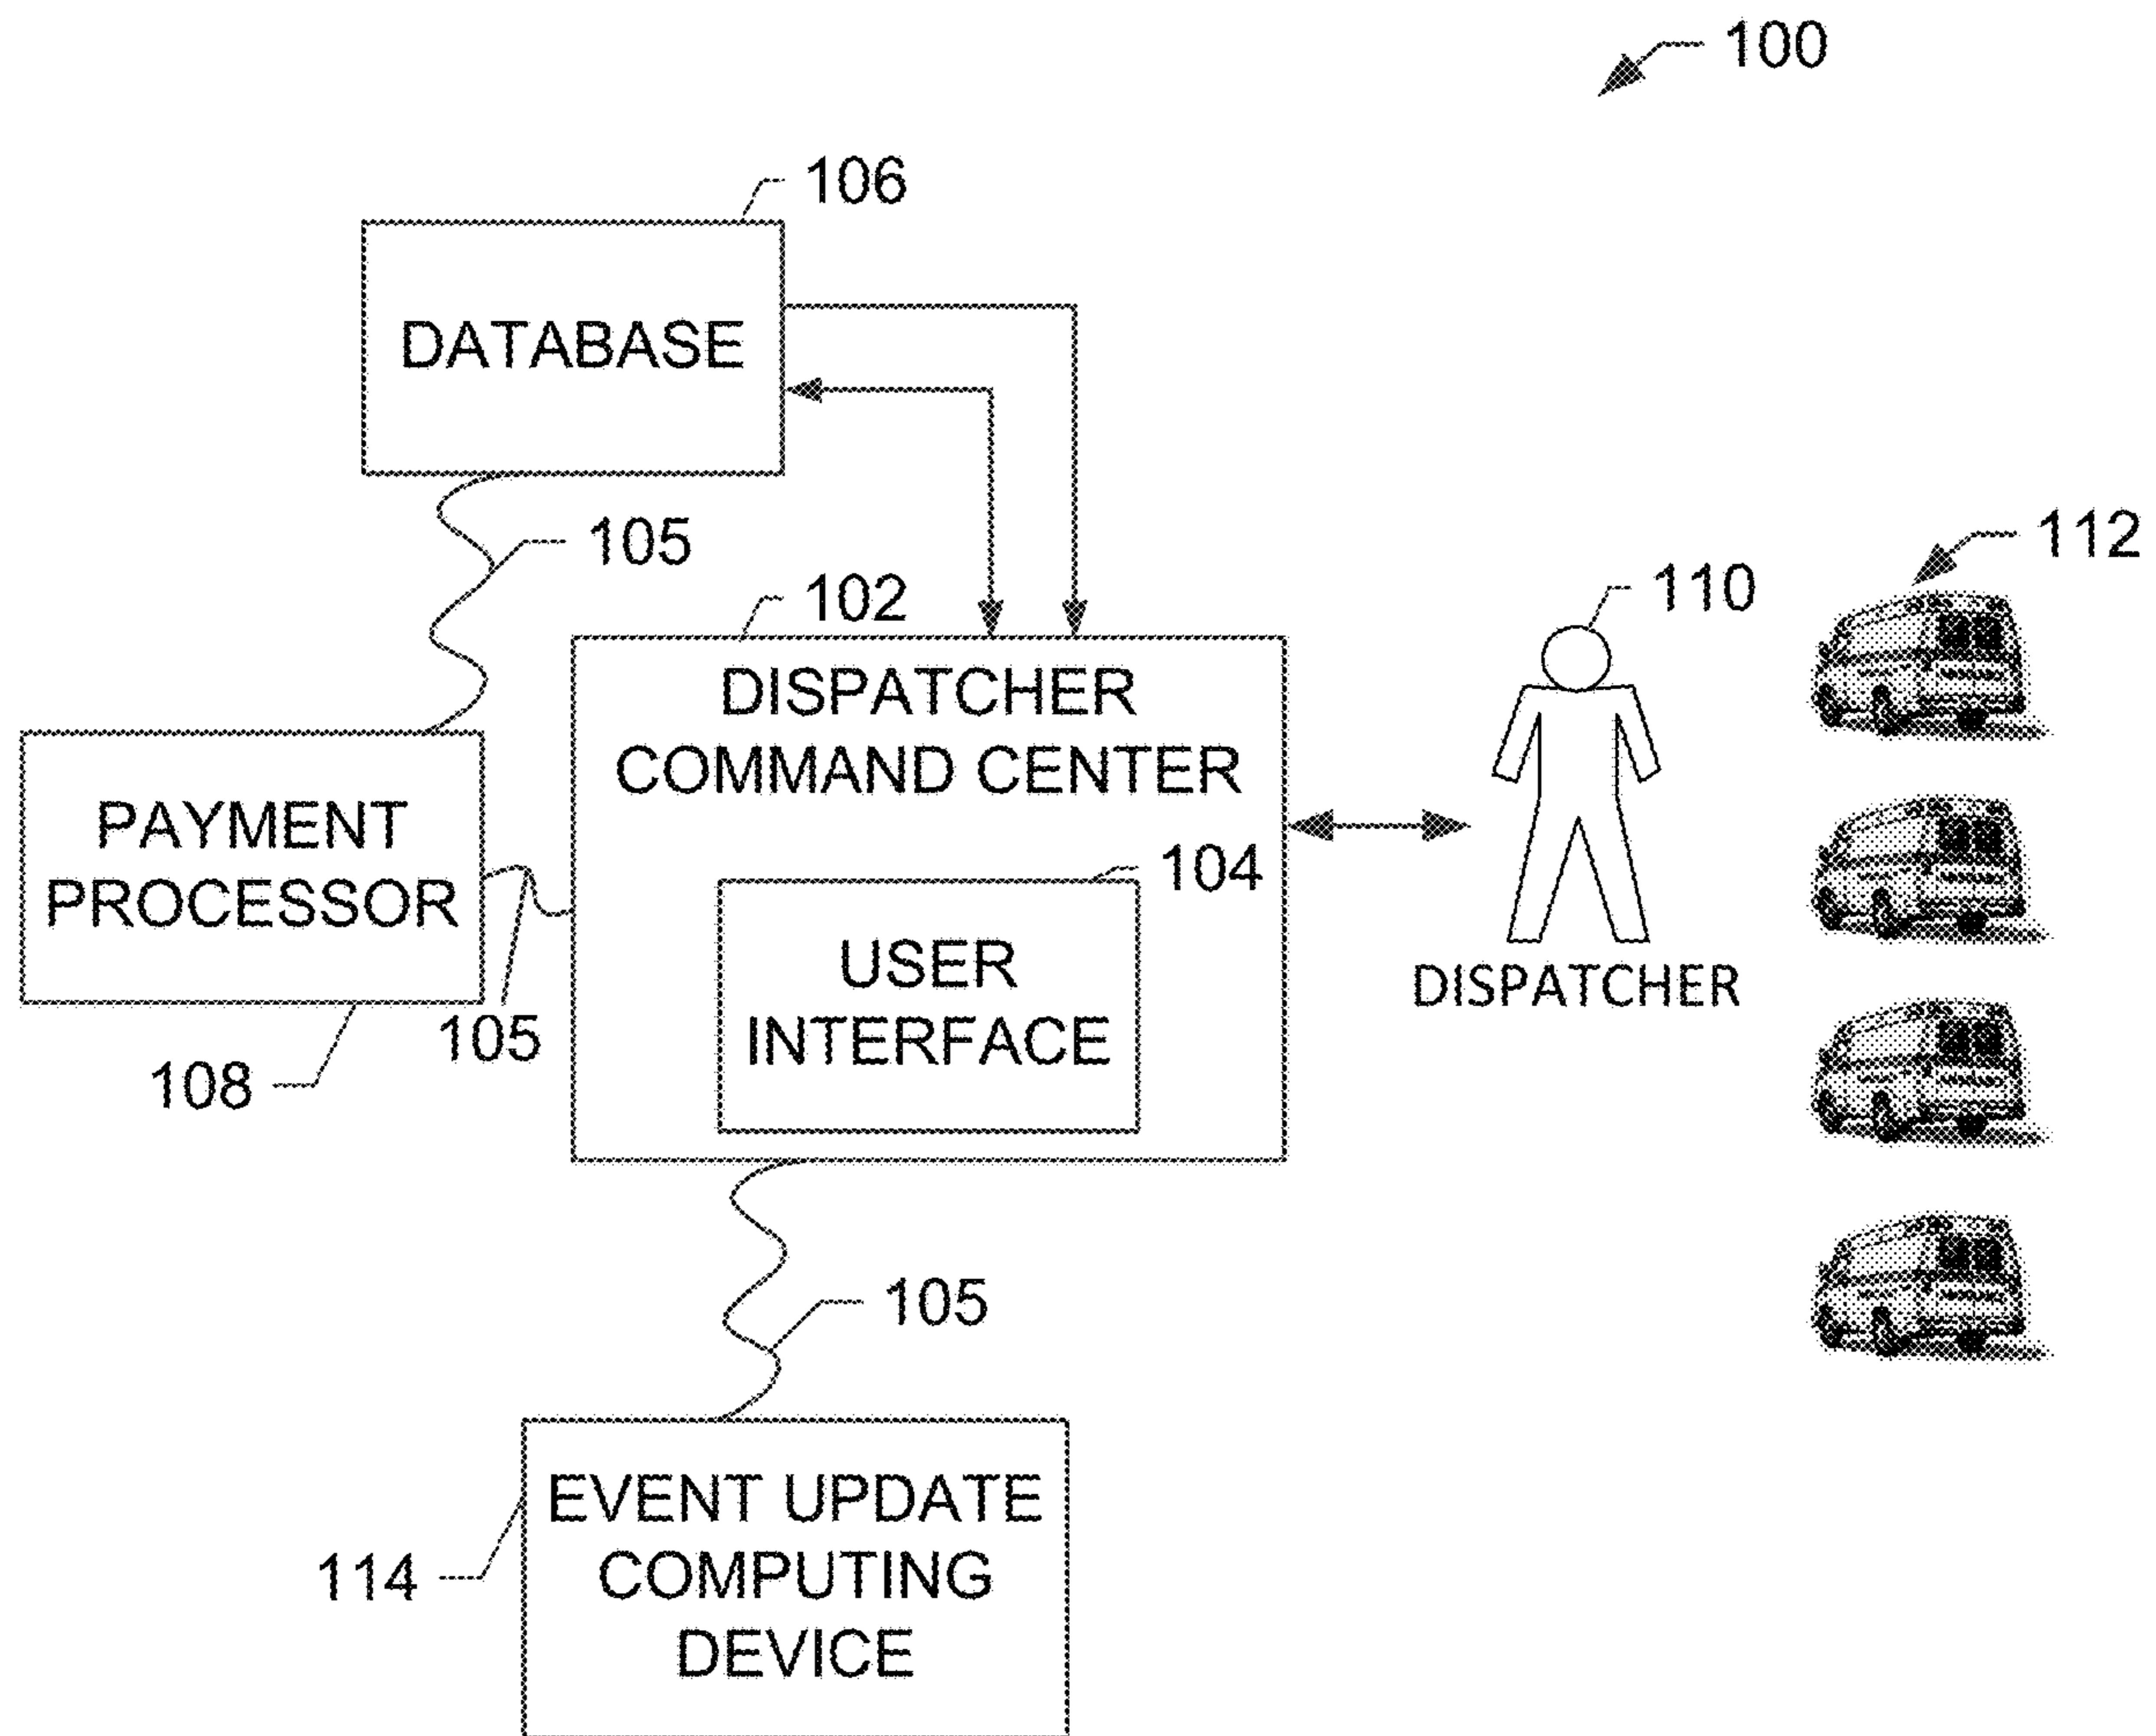 100
106
DATABASE
105
112
102
110
DISPATCHER
COMMAND CENTER
PAYMENT
PROCESSOR
104
USER
INTERFACE
DISPATCHER
105
108
105
EVENT UPDATE
COMPUTING
DEVICE
114